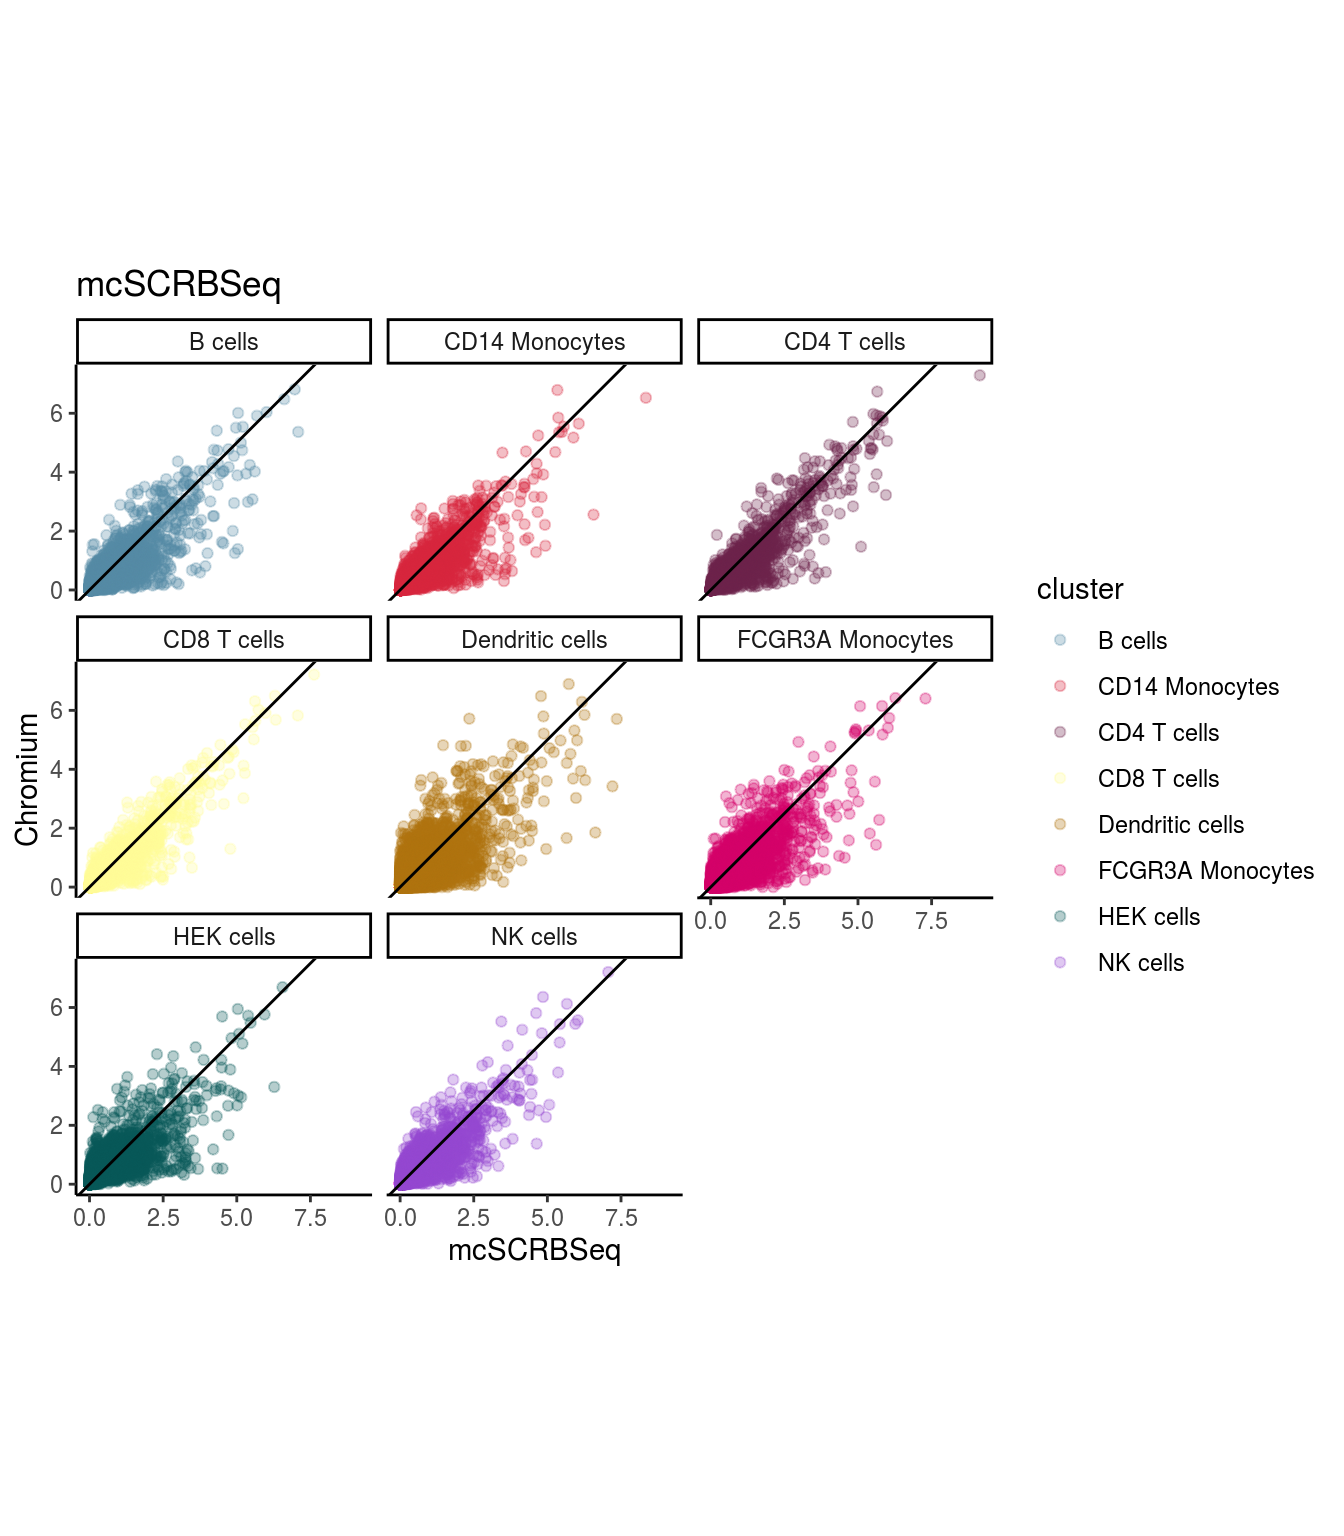 mcSCRBSeq
B cells
CD14 Monocytes
CD4 T cells
6
4
2
0
CD8 T cells
Dendritic cells
FCGR3A Monocytes
6
4
2
0
0.0 2.5 5.0 7.5
HEK cells
NK cells
6
4
2
0
0.0 2.5 5.0 7.5
0.0 2.5 5.0 7.5
mcSCRBSeq
Chromium
cluster
B cells
CD14 Monocytes
CD4 T cells
CD8 T cells
Dendritic cells
FCGR3A Monocytes
HEK cells
NK cells